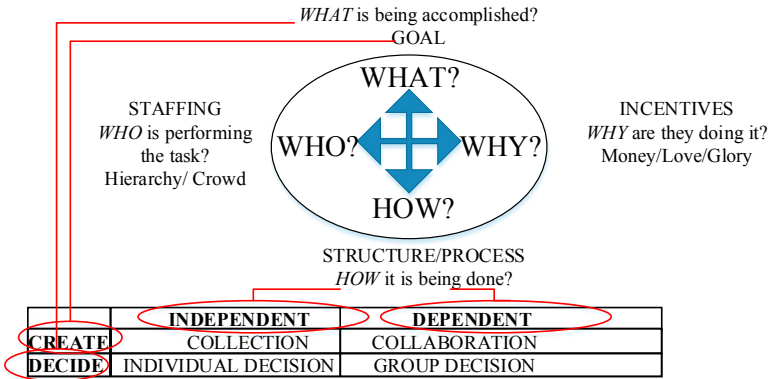 WHAT is being accomplished?
GOAL
WHAT?
STAFFING
WHO is performing
the task?
Hierarchy/ Crowd
WHO?
WHY?
INCENTIVES
WHY are they doing it?
Money/Love/Glory
HOW?
STRUCTURE/PROCESS
HOW it is being done?
INDEPENDENT DEPENDENT
CREATE COLLECTION COLLABORATION
DECIDE INDIVIDUAL DECISION GROUP DECISION